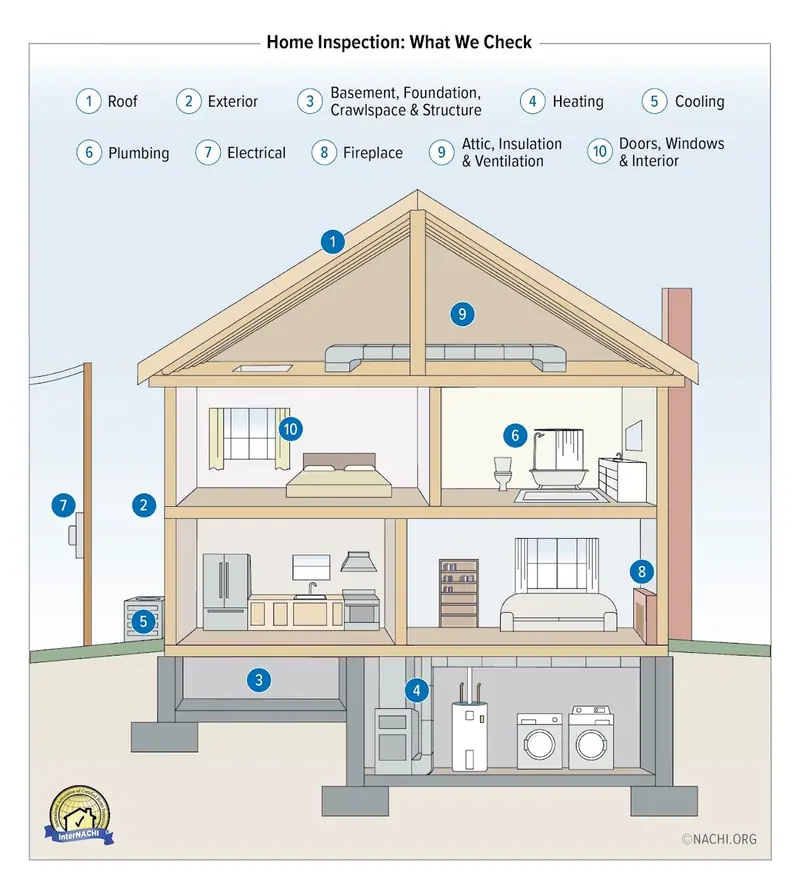 Home Inspection: What We Check
1 Roof
2 Exterior
3 Basement, Foundation,
Crawlspace & Structure
4 Heating
5 Cooling
6 Plumbing
7 Electrical
8 Fireplace
9 Attic, Insulation
& Ventilation
10 Doors, Windows
& Interior
1
9
10
6
7
2
8
5
3
4
InterNACHI
©NACHI.ORG